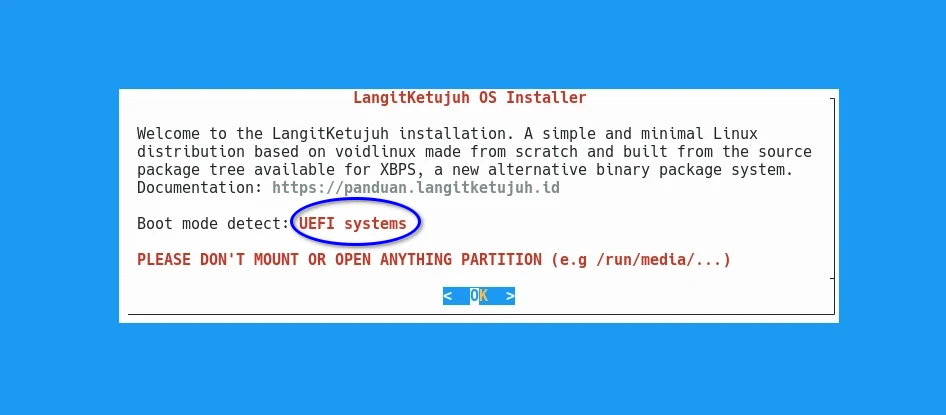 LangitKetujuh OS Installer
Welcome to the LangitKetujuh installation. A simple and minimal Linux
distribution based on voidlinux made from scratch and built from the source
package tree available for XBPS, a new alternative binary package system.
Documentation: https://panduan.langitketujuh.id
Boot mode detect: UEFI systems
PLEASE DON'T MOUNT OR OPEN ANYTHING PARTITION (e.g /run/media/...)
< OK >